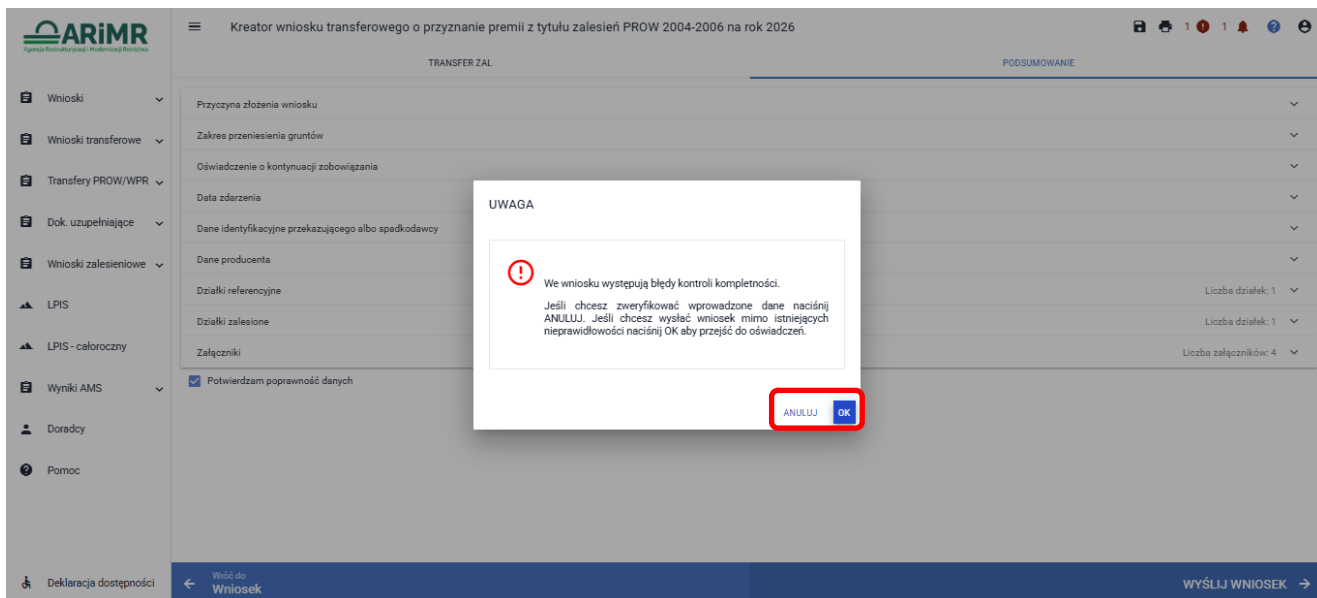 ARiMR
Agencja Restrukturyzacji i Modernizacji Rolnictwa
Kreator wniosku transferowego o przyznanie premii z tytułu zalesień PROW 2004-2006 na rok 2026
1 1
TRANSFER ZAL
PODSUMOWANIE
Wnioski
Wnioski transferowe
Transfery PROW/WPR
Dok. uzupełniające
Wnioski zalesieniowe
LPIS
LPIS - całoroczny
Wyniki AMS
Doradcy
Pomoc
Deklaracja dostępności
Przyczyna złożenia wniosku
Zakres przeniesienia gruntów
Oświadczenie o kontynuacji zobowiązania
Data zdarzenia
Dane identyfikacyjne przekazującego albo spadkodawcy
Dane producenta
Działki referencyjne
Liczba działek: 1
Działki zalesione
Liczba działek: 1
Załączniki
Liczba załączników: 4
Potwierdzam poprawność danych
UWAGA
We wniosku występują błędy kontroli kompletności.
Jeśli chcesz zweryfikować wprowadzone dane naciśnij
ANULUJ. Jeśli chcesz wysłać wniosek mimo istniejących
nieprawidłowości naciśnij OK aby przejść do oświadczeń.
ANULUJ
OK
Wróć do
Wniosek
WYŚLIJ WNIOSEK